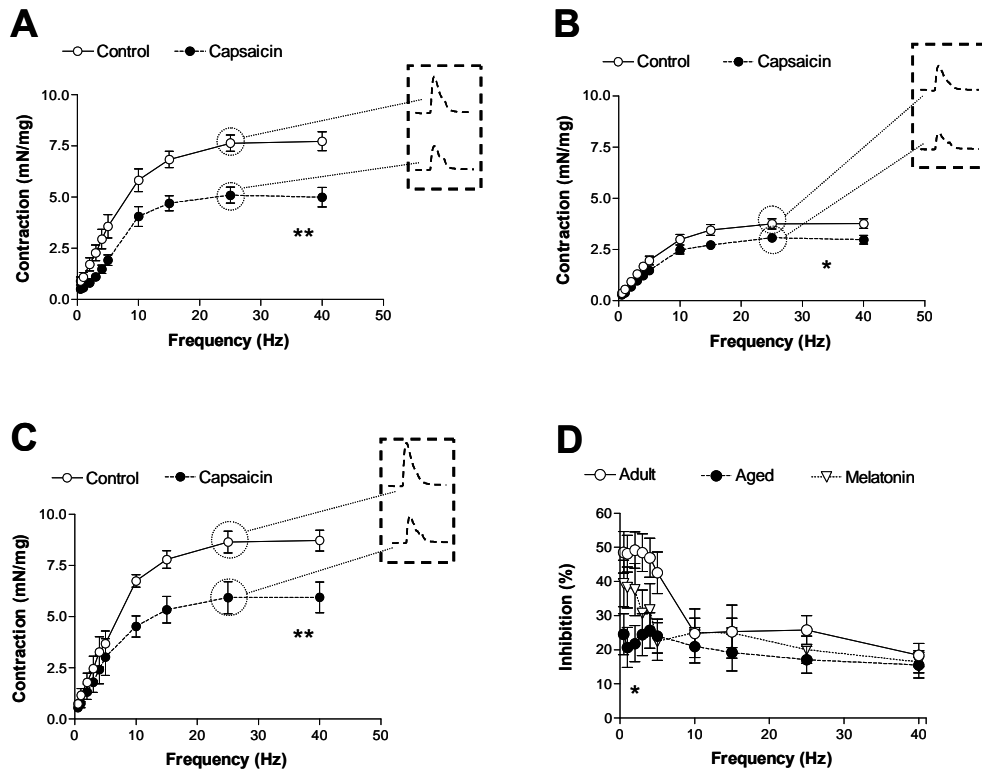 A
Control Capsaicin
Contraction (mN/mg)
10.0
7.5
5.0
2.5
0.0
**
0 10 20 30 40 50
Frequency (Hz)
B
Control Capsaicin
Contraction (mN/mg)
10.0
7.5
5.0
2.5
0.0
*
0 10 20 30 40 50
Frequency (Hz)
C
Control Capsaicin
Contraction (mN/mg)
10.0
7.5
5.0
2.5
0.0
**
0 10 20 30 40 50
Frequency (Hz)
D
Adult Aged Melatonin
Inhibition (%)
60
50
40
30
20
10
0
*
0 10 20 30 40
Frequency (Hz)